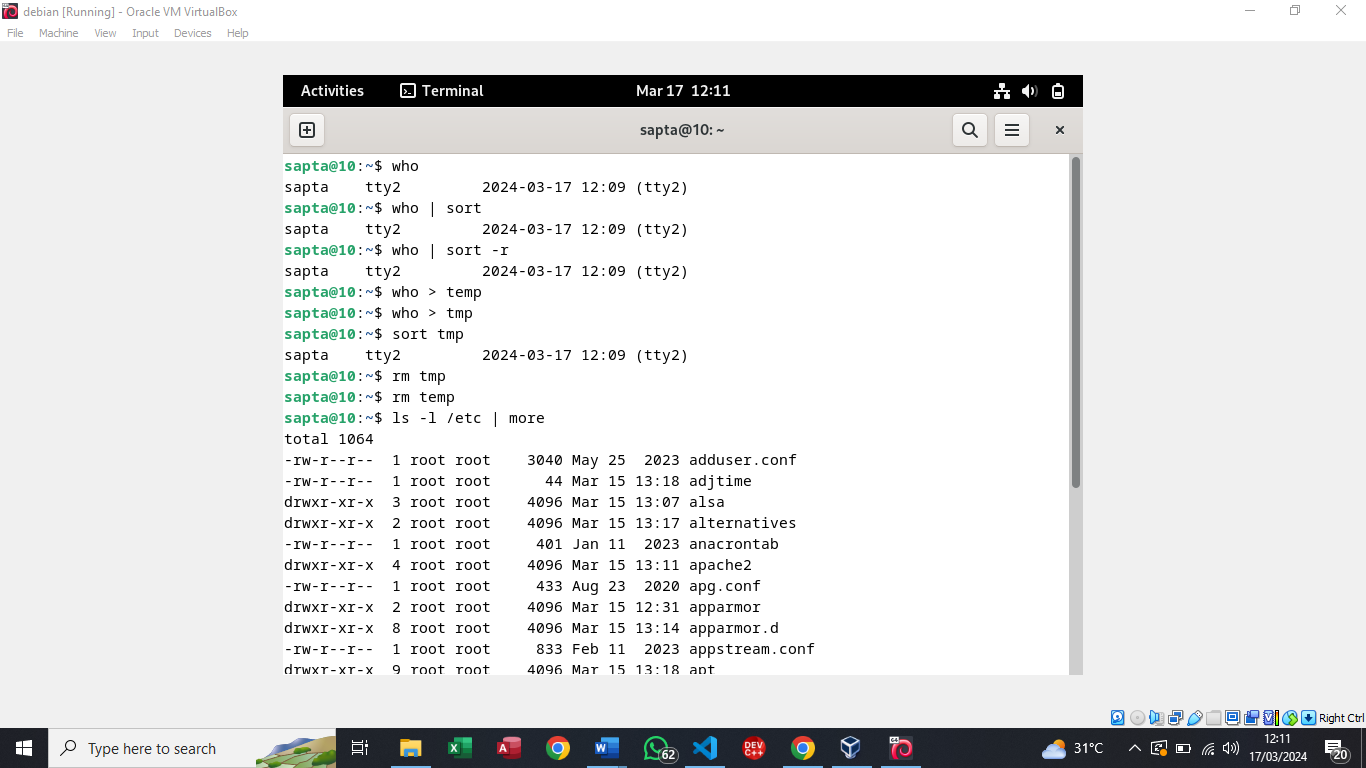 debian [Running] - Oracle VM VirtualBox
File Machine View Input Devices Help
Activities Terminal Mar 17 12:11
sapta@10: ~
sapta@10:~$ who
sapta    tty2         2024-03-17 12:09 (tty2)
sapta@10:~$ who | sort
sapta    tty2         2024-03-17 12:09 (tty2)
sapta@10:~$ who | sort -r
sapta    tty2         2024-03-17 12:09 (tty2)
sapta@10:~$ who > temp
sapta@10:~$ who > tmp
sapta@10:~$ sort tmp
sapta    tty2         2024-03-17 12:09 (tty2)
sapta@10:~$ rm tmp
sapta@10:~$ rm temp
sapta@10:~$ ls -l /etc | more
total 1064
-rw-r--r--  1 root root    3040 May 25  2023 adduser.conf
-rw-r--r--  1 root root      44 Mar 15 13:18 adjtime
drwxr-xr-x  3 root root    4096 Mar 15 13:07 alsa
drwxr-xr-x  2 root root    4096 Mar 15 13:17 alternatives
-rw-r--r--  1 root root     401 Jan 11  2023 anacrontab
drwxr-xr-x  4 root root    4096 Mar 15 13:11 apache2
-rw-r--r--  1 root root     433 Aug 23  2020 apg.conf
drwxr-xr-x  2 root root    4096 Mar 15 12:31 apparmor
drwxr-xr-x  8 root root    4096 Mar 15 13:14 apparmor.d
-rw-r--r--  1 root root     833 Feb 11  2023 appstream.conf
drwxr-xr-x  9 root root    4096 Mar 15 13:18 apt
Right Ctrl
Type here to search
62
DEV C++
31°C
12:11
17/03/2024
20